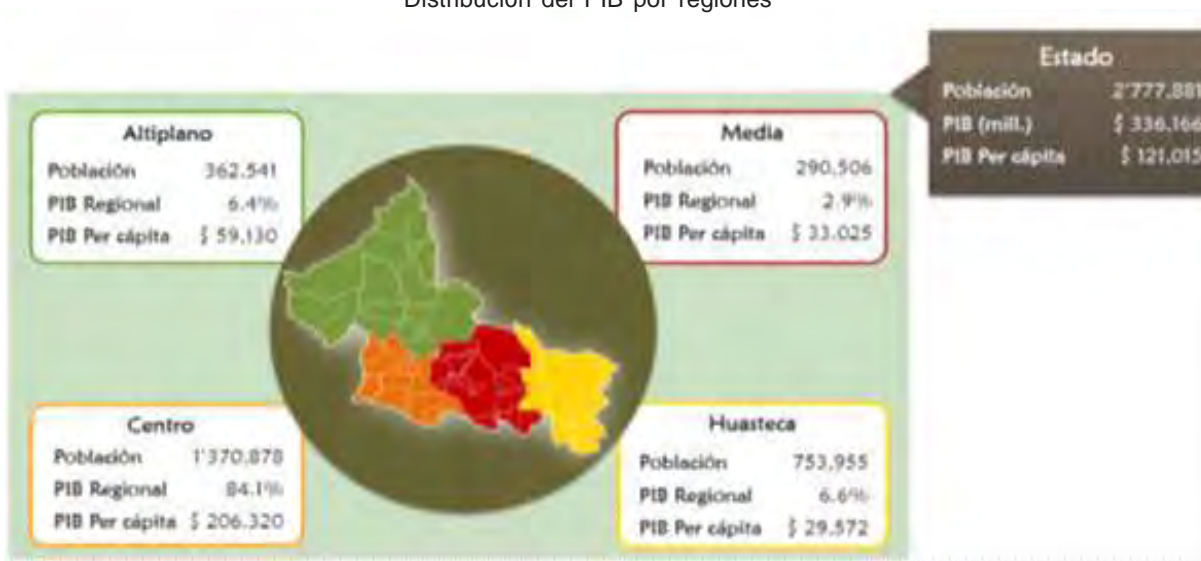 Distribución del PIB por regiones
Estado
Población 2'777,881
PIB (mill.) $ 336,166
PIB Per cápita $ 121,015
Altiplano
Población 362,541
PIB Regional 6.4%
PIB Per cápita $ 59,130
Media
Población 290,506
PIB Regional 2.9%
PIB Per cápita $ 33,025
Centro
Población 1'370,878
PIB Regional 84.1%
PIB Per cápita $ 206,320
Huasteca
Población 753,955
PIB Regional 6.6%
PIB Per cápita $ 29,572